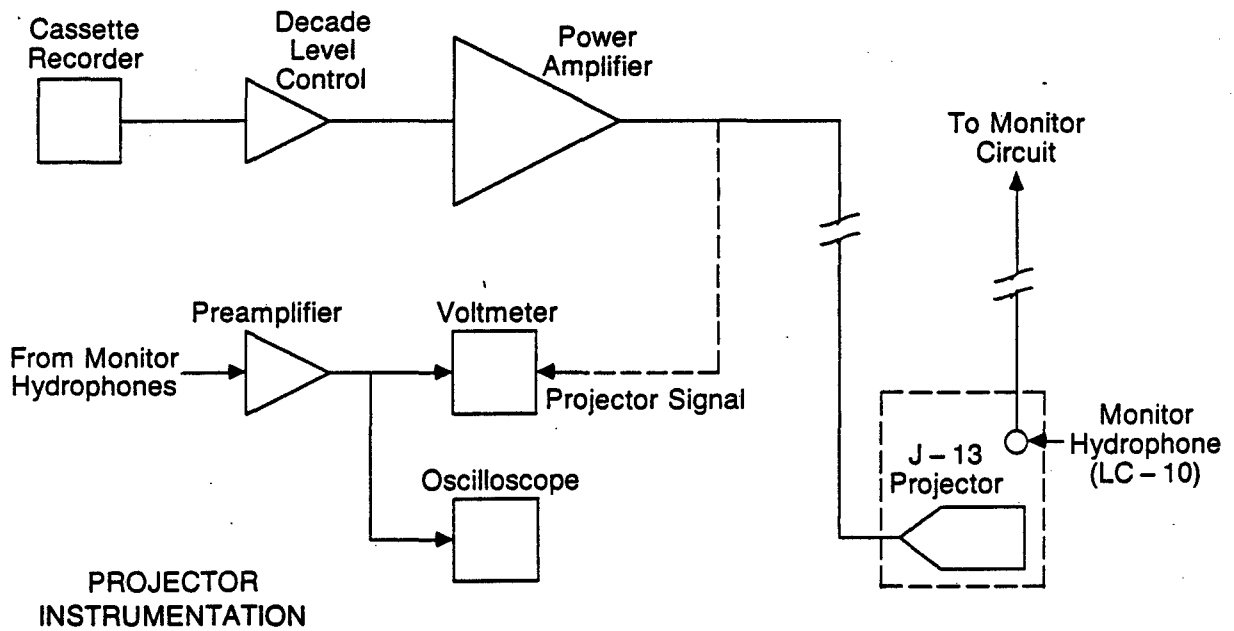 Cassette
Recorder
Decade
Level
Control
Power
Amplifier
To Monitor
Circuit
Preamplifier
Voltmeter
From Monitor
Hydrophones
Projector Signal
Monitor
Hydrophone
(LC – 10)
J – 13
Projector
Oscilloscope
PROJECTOR
INSTRUMENTATION